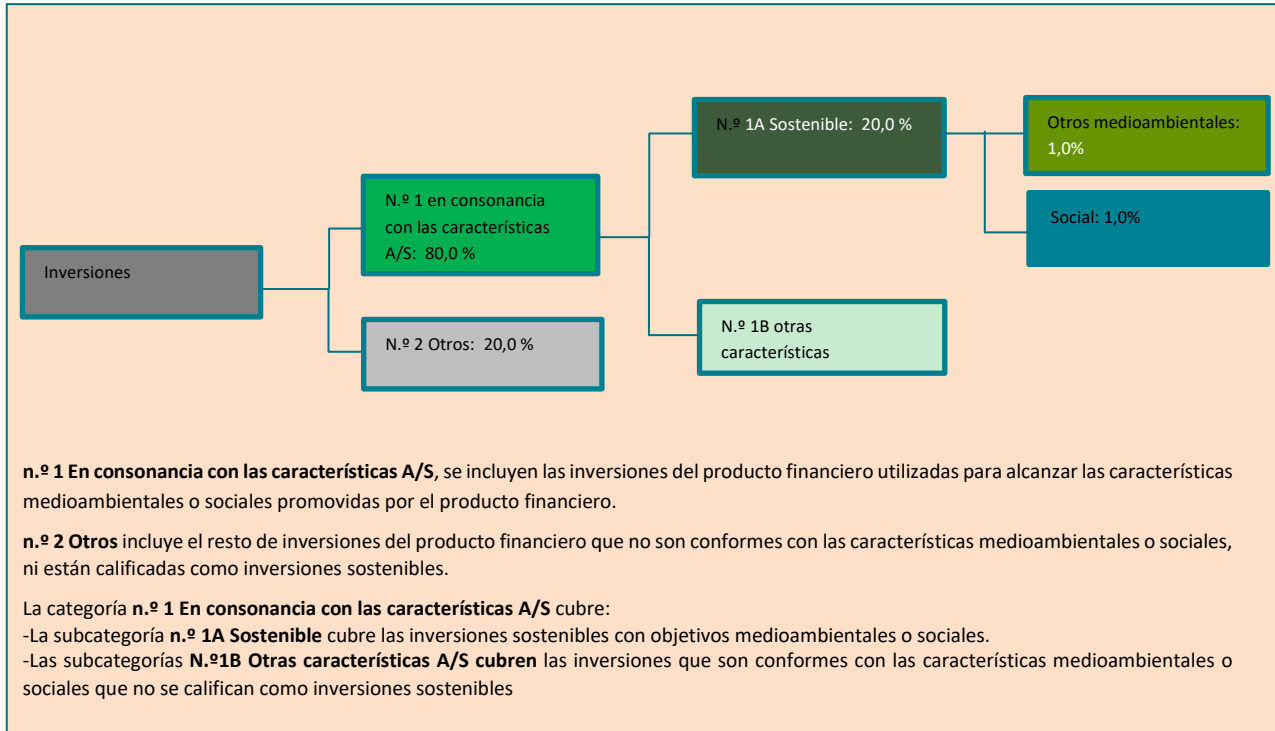 N.º 1A Sostenible: 20,0 %
Otros medioambientales:
1,0%
N.º 1 en consonancia
con las características
A/S: 80,0 %
Social: 1,0%
Inversiones
N.º 2 Otros: 20,0 %
N.º 1B otras
características
n.º 1 En consonancia con las características A/S, se incluyen las inversiones del producto financiero utilizadas para alcanzar las características
medioambientales o sociales promovidas por el producto financiero.
n.º 2 Otros incluye el resto de inversiones del producto financiero que no son conformes con las características medioambientales o sociales,
ni están calificadas como inversiones sostenibles.
La categoría n.º 1 En consonancia con las características A/S cubre:
-La subcategoría n.º 1A Sostenible cubre las inversiones sostenibles con objetivos medioambientales o sociales.
-Las subcategorías N.º1B Otras características A/S cubren las inversiones que son conformes con las características medioambientales o
sociales que no se califican como inversiones sostenibles